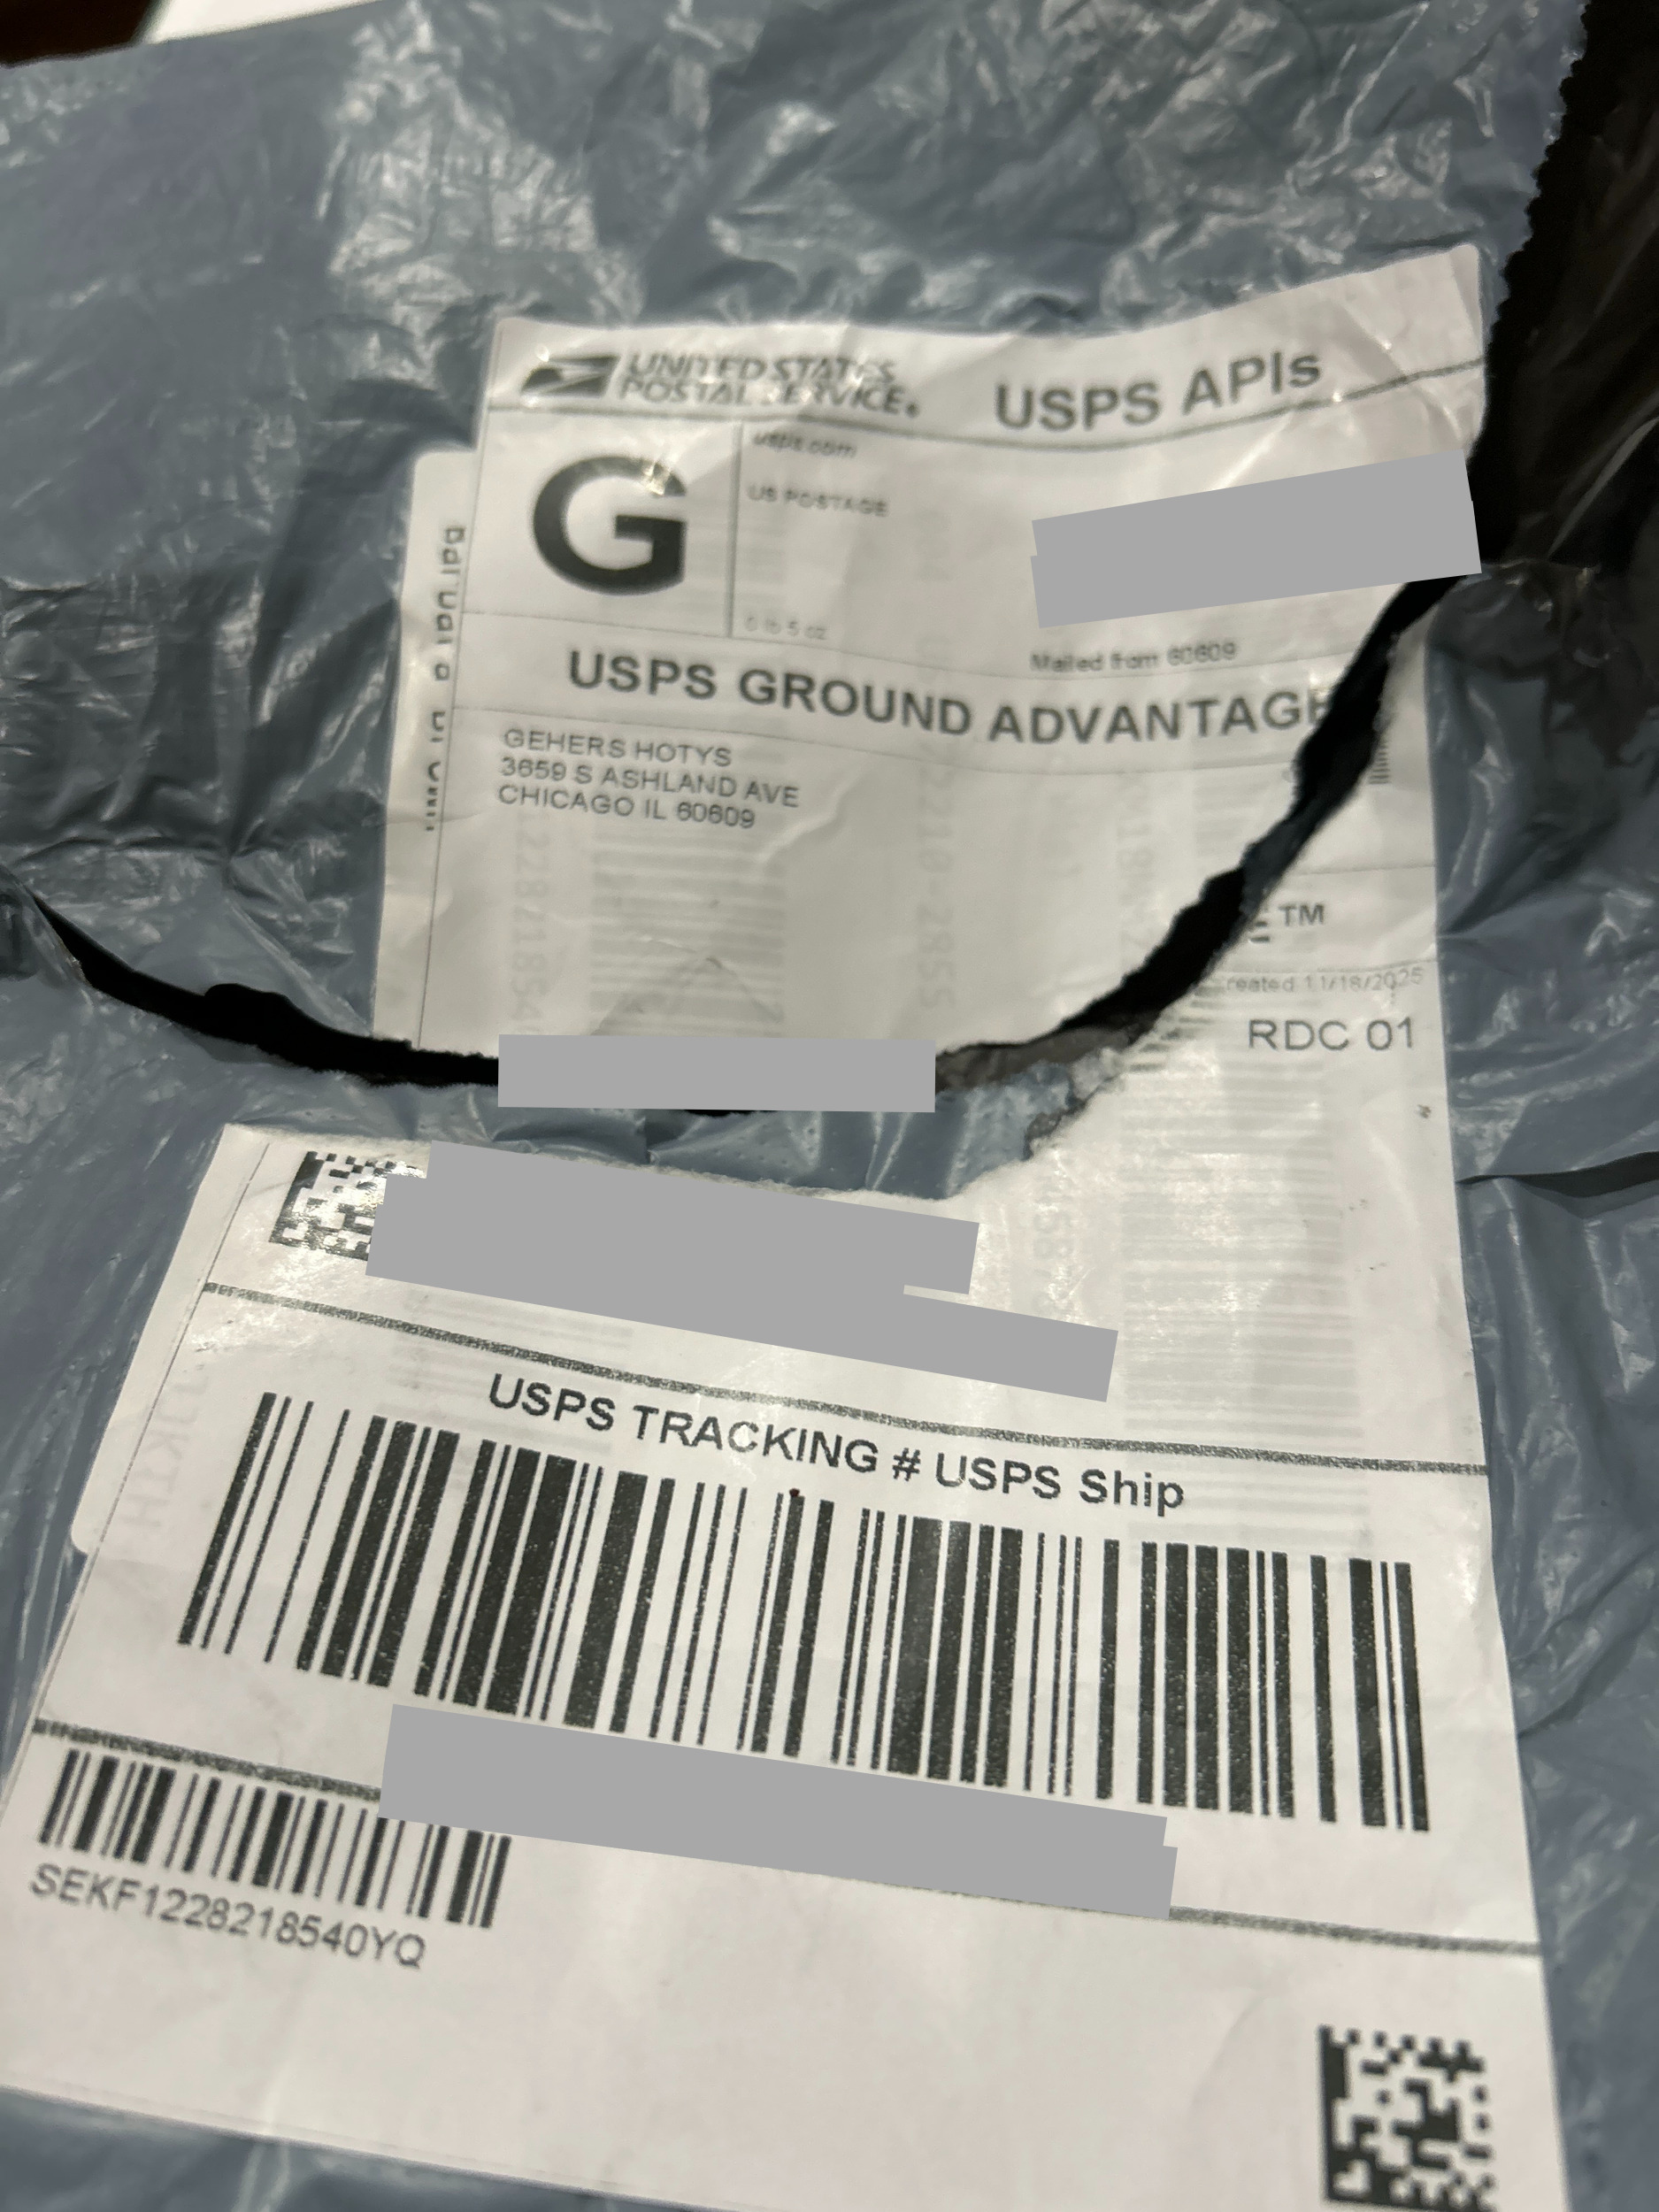 UNITED STATES
POSTAL SERVICE®
USPS APIs
G
usps.com
US POSTAGE
0 lb 5 oz
Mailed from 60609
USPS GROUND ADVANTAGE
GEHERS HOTYS
3659 S ASHLAND AVE
CHICAGO IL 60609
TM
reated 11/18/2025
RDC 01
USPS TRACKING # USPS Ship
SEKF1228218540YQ